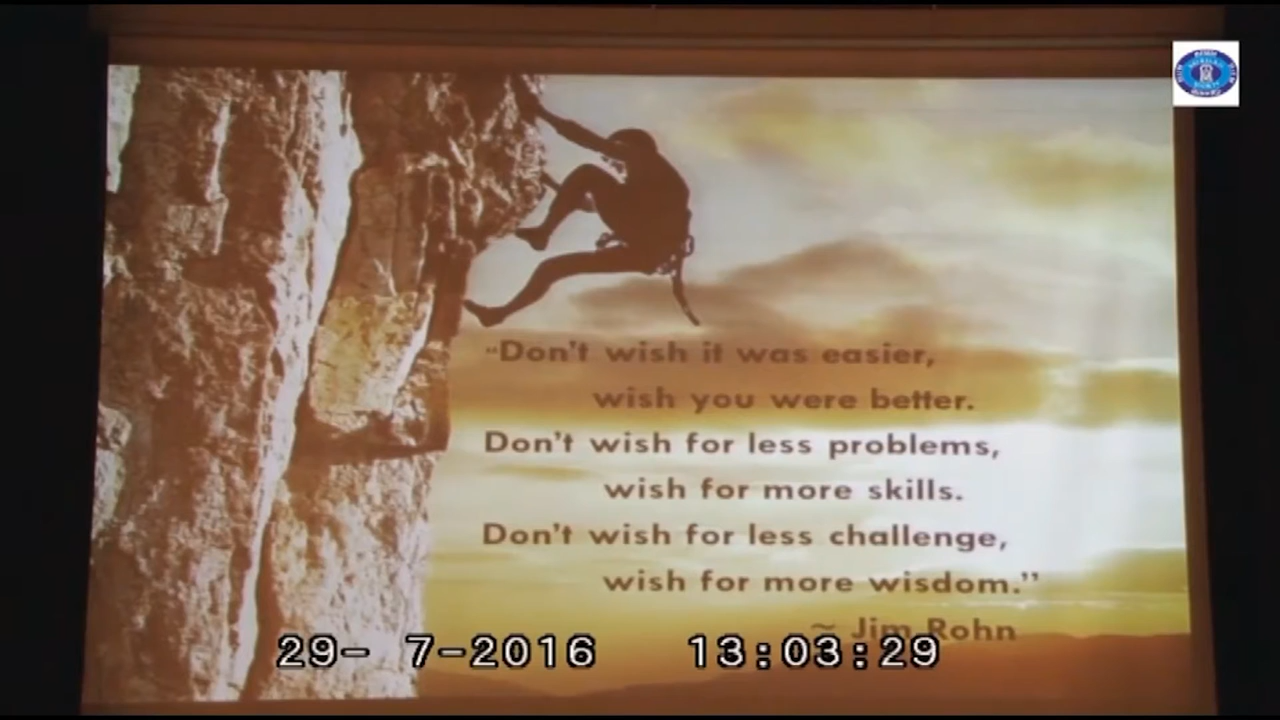 “Don't wish it was easier,
wish you were better.
Don't wish for less problems,
wish for more skills.
Don't wish for less challenge,
wish for more wisdom.”
~ Jim Rohn
29- 7-2016 13:03:29